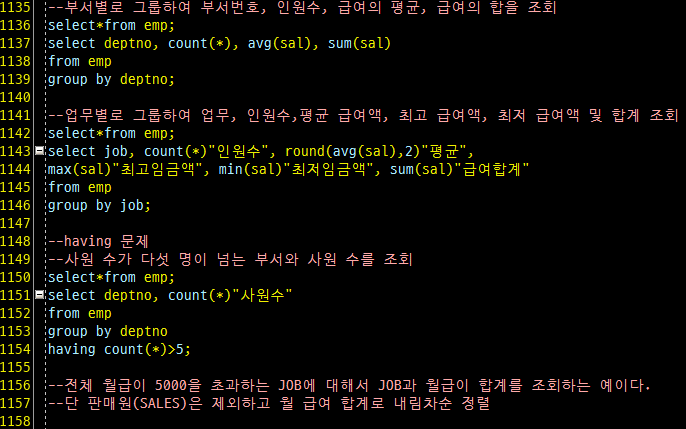 1135 --부서별로 그룹하여 부서번호, 인원수, 급여의 평균, 급여의 합을 조회
1136 select*from emp;
1137 select deptno, count(*), avg(sal), sum(sal)
1138 from emp
1139 group by deptno;
1140
1141 --업무별로 그룹하여 업무, 인원수,평균 급여액, 최고 급여액, 최저 급여액 및 합계 조회
1142 select*from emp;
1143 select job, count(*)"인원수", round(avg(sal),2)"평균",
1144 max(sal)"최고임금액", min(sal)"최저임금액", sum(sal)"급여합계"
1145 from emp
1146 group by job;
1147
1148 --having 문제
1149 --사원 수가 다섯 명이 넘는 부서와 사원 수를 조회
1150 select*from emp;
1151 select deptno, count(*)"사원수"
1152 from emp
1153 group by deptno
1154 having count(*)>5;
1155
1156 --전체 월급이 5000을 초과하는 JOB에 대해서 JOB과 월급이 합계를 조회하는 예이다.
1157 --단 판매원(SALES)은 제외하고 월 급여 합계로 내림차순 정렬
1158